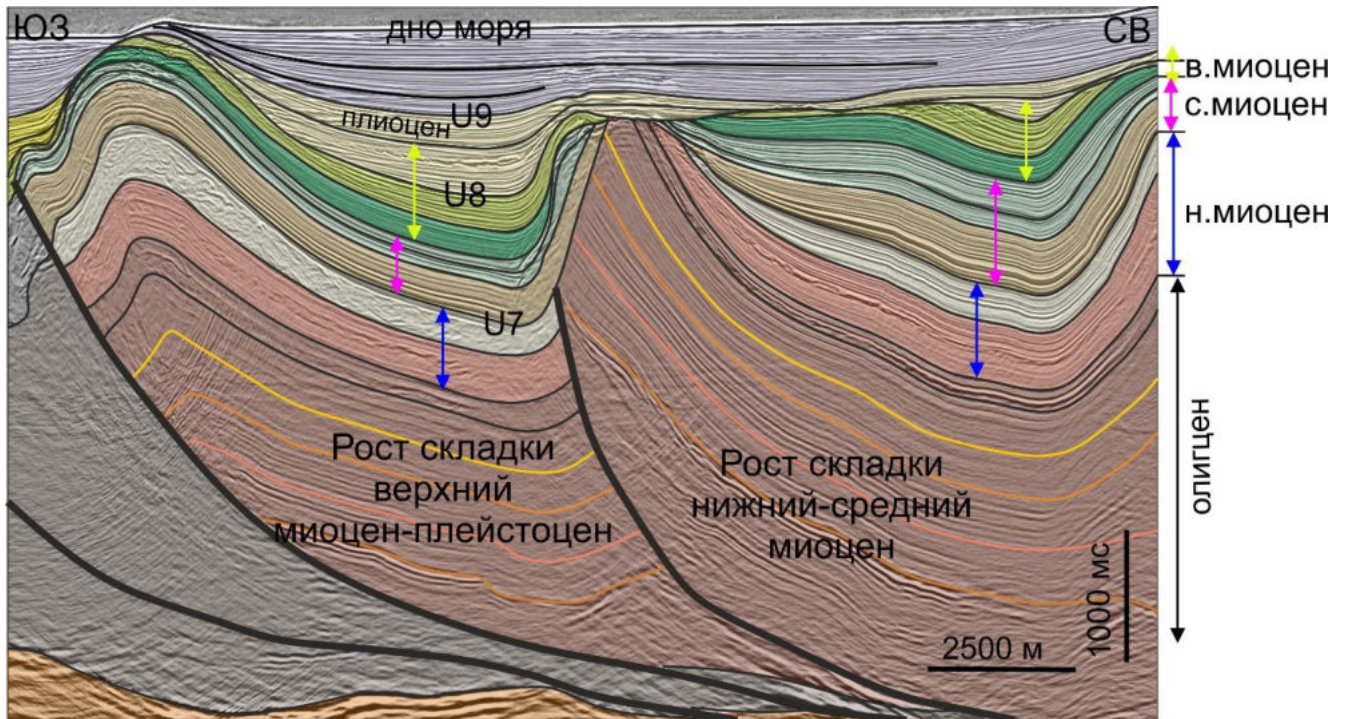 ЮЗ
дно моря
СВ
в.миоцен
с.миоцен
н.миоцен
олигцен
плиоцен
U9
U8
U7
Рост складки
верхний
миоцен-плейстоцен
Рост складки
нижний-средний
миоцен
2500 м
1000 мс